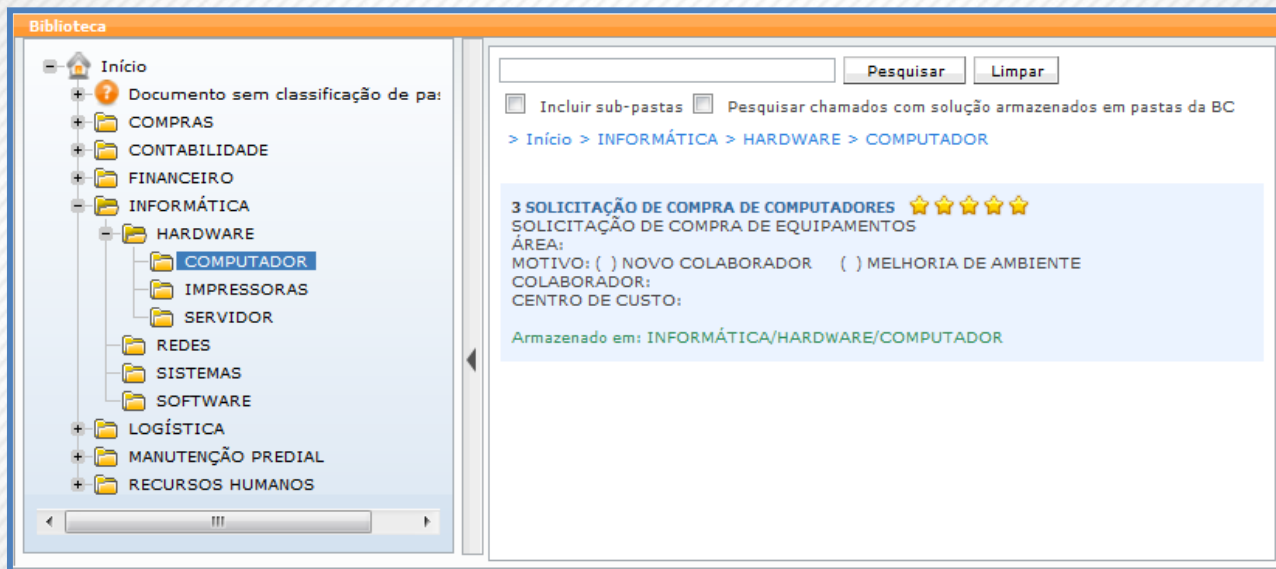 Biblioteca
Início
Documento sem classificação de pa
COMPRAS
CONTABILIDADE
FINANCEIRO
INFORMÁTICA
HARDWARE
COMPUTADOR
IMPRESSORAS
SERVIDOR
REDES
SISTEMAS
SOFTWARE
LOGÍSTICA
MANUTENÇÃO PREDIAL
RECURSOS HUMANOS
Pesquisar Limpar
Incluir sub-pastas Pesquisar chamados com solução armazenados em pastas da BC
> Início > INFORMÁTICA > HARDWARE > COMPUTADOR
3 SOLICITAÇÃO DE COMPRA DE COMPUTADORES
SOLICITAÇÃO DE COMPRA DE EQUIPAMENTOS
ÁREA:
MOTIVO: ( ) NOVO COLABORADOR ( ) MELHORIA DE AMBIENTE
COLABORADOR:
CENTRO DE CUSTO:
Armazenado em: INFORMÁTICA/HARDWARE/COMPUTADOR